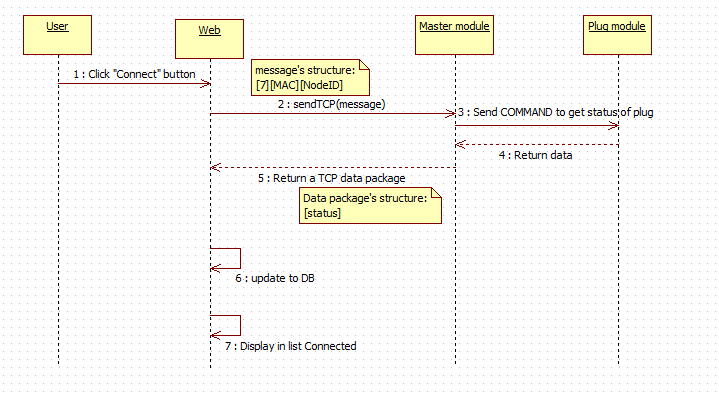 User
Web
Master module
Plug module
1 : Click "Connect" button
message's structure:
[7][MAC][NodeID]
2 : sendTCP(message)
3 : Send COMMAND to get status of plug
4 : Return data
5 : Return a TCP data package
Data package's structure:
[status]
6 : update to DB
7 : Display in list Connected